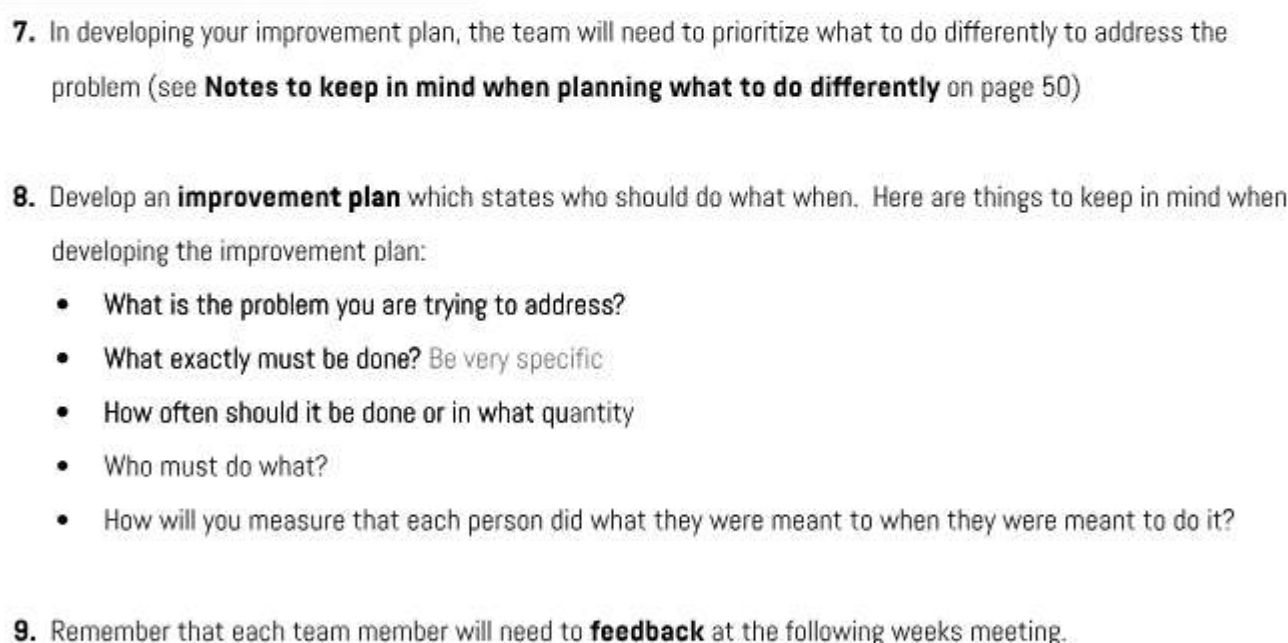 7. In developing your improvement plan, the team will need to prioritize what to do differently to address the
problem (see Notes to keep in mind when planning what to do differently on page 50)
8. Develop an improvement plan which states who should do what when. Here are things to keep in mind when
developing the improvement plan:
• What is the problem you are trying to address?
• What exactly must be done? Be very specific
• How often should it be done or in what quantity
• Who must do what?
• How will you measure that each person did what they were meant to when they were meant to do it?
9. Remember that each team member will need to feedback at the following weeks meeting.